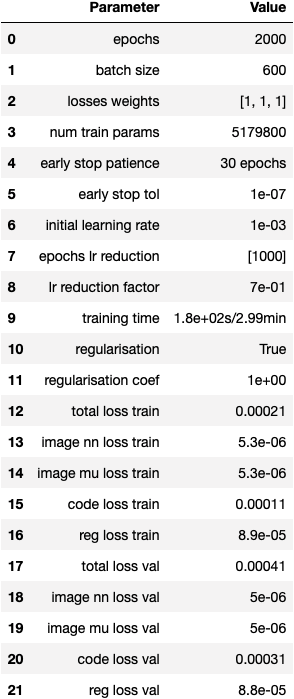 Parameter Value
0 epochs 2000
1 batch size 600
2 losses weights [1, 1, 1]
3 num train params 5179800
4 early stop patience 30 epochs
5 early stop tol 1e-07
6 initial learning rate 1e-03
7 epochs lr reduction [1000]
8 lr reduction factor 7e-01
9 training time 1.8e+02s/2.99min
10 regularisation True
11 regularisation coef 1e+00
12 total loss train 0.00021
13 image nn loss train 5.3e-06
14 image mu loss train 5.3e-06
15 code loss train 0.00011
16 reg loss train 8.9e-05
17 total loss val 0.00041
18 image nn loss val 5e-06
19 image mu loss val 5e-06
20 code loss val 0.00031
21 reg loss val 8.8e-05